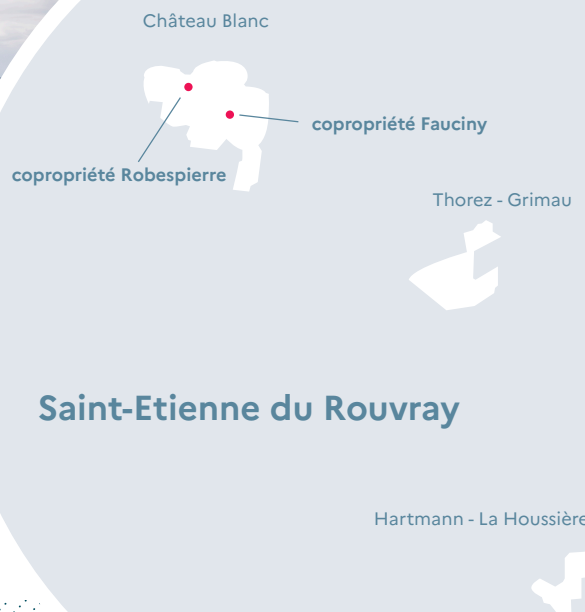 Château Blanc
copropriété Fauciny
copropriété Robespierre
Thorez - Grimau
Saint-Etienne du Rouvray
Hartmann - La Houssière